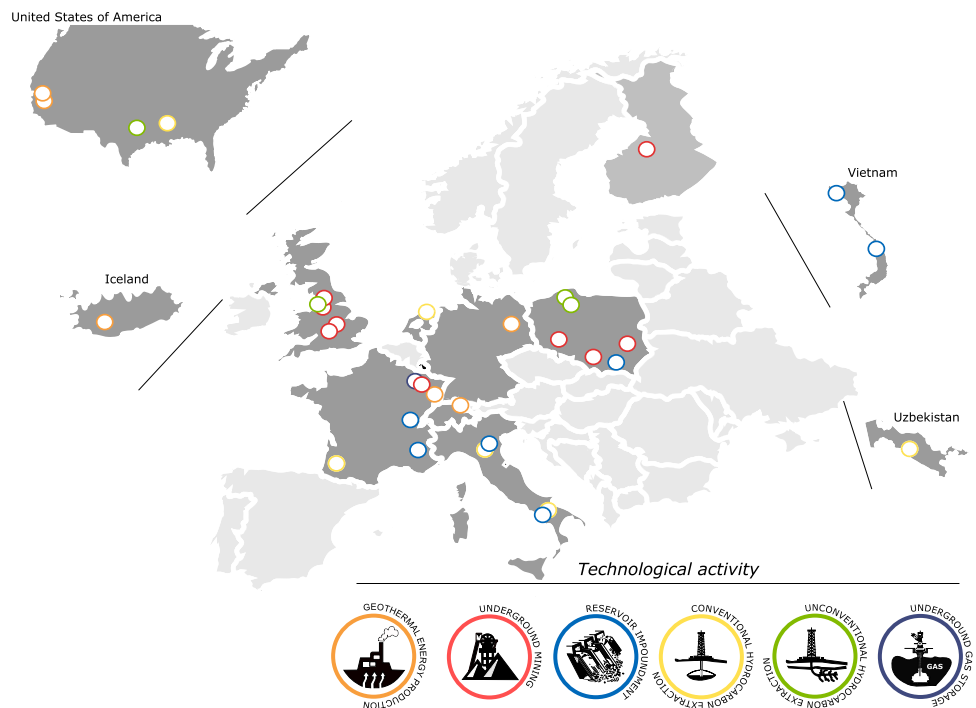 United States of America
Vietnam
Iceland
Uzbekistan
Technological activity
GEOTHERMAL ENERGY PRODUCTION
UNDERGROUND MINING
RESERVOIR IMPOUNDMENT
CONVENTIONAL HYDROCARBON EXTRACTION
UNCONVENTIONAL HYDROCARBON EXTRACTION
UNDERGROUND GAS STORAGE
GAS